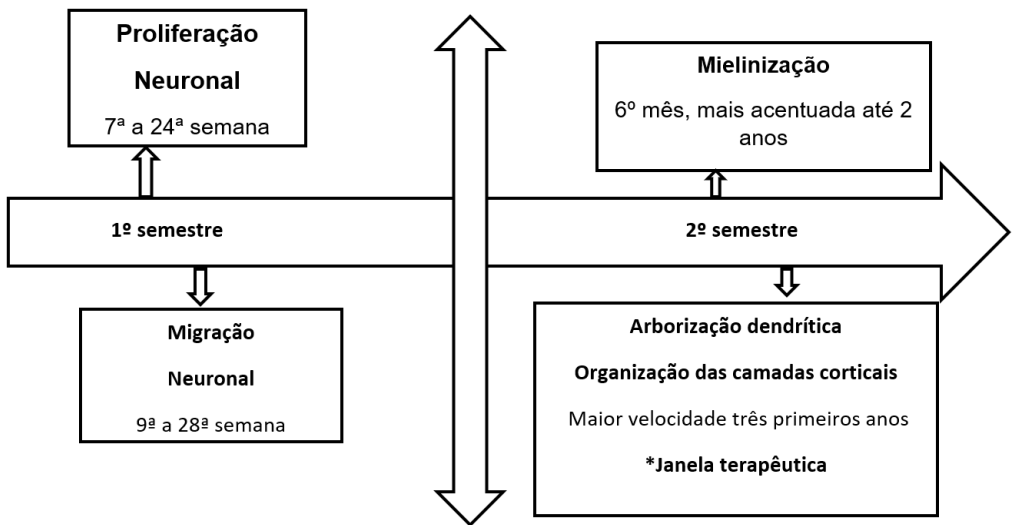 Proliferação
Neuronal
7ª a 24ª semana
Mielinização
6º mês, mais acentuada até 2
anos
1º semestre
2º semestre
Migração
Neuronal
9ª a 28ª semana
Arborização dendrítica
Organização das camadas corticais
Maior velocidade três primeiros anos
*Janela terapêutica